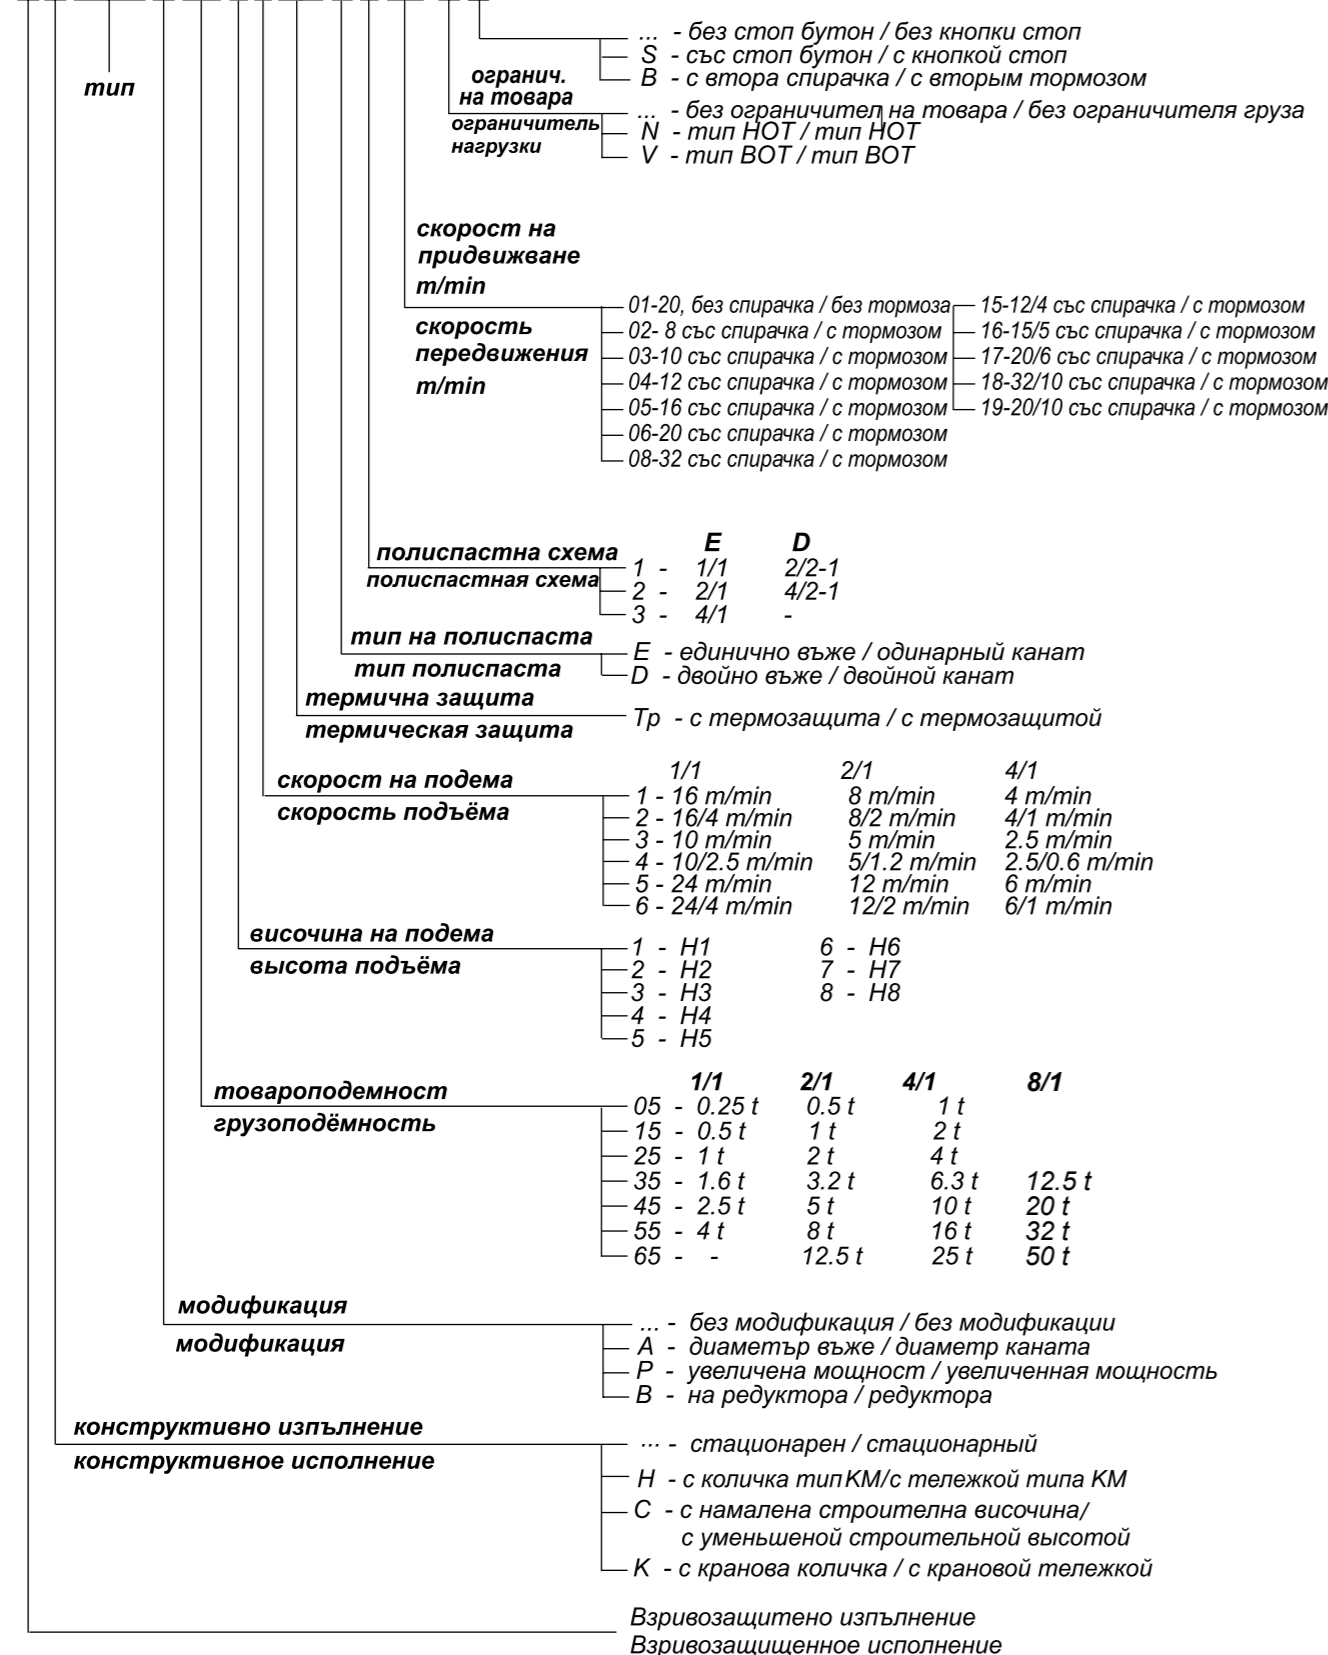 ... - без стоп бутон / без кнопки стоп
S - със стоп бутон / с кнопкой стоп
B - с втора спирачка / с вторым тормозом
тип
огранич.
на товара
ограничитель
нагрузки
... - без ограничител на товара / без ограничителя груза
N - тип НОТ / тип НОТ
V - тип ВОТ / тип ВОТ
скорост на
придвижване
m/min
скорость
передвижения
m/min
01-20, без спирачка / без тормоза 15-12/4 със спирачка / с тормозом
02- 8 със спирачка / с тормозом 16-15/5 със спирачка / с тормозом
03-10 със спирачка / с тормозом 17-20/6 със спирачка / с тормозом
04-12 със спирачка / с тормозом 18-32/10 със спирачка / с тормозом
05-16 със спирачка / с тормозом 19-20/10 със спирачка / с тормозом
06-20 със спирачка / с тормозом
08-32 със спирачка / с тормозом
полиспастна схема
полиспастная схема
E D
1 - 1/1 2/2-1
2 - 2/1 4/2-1
3 - 4/1 -
тип на полиспаста
тип полиспаста
E - единично въже / одинарный канат
D - двойно въже / двойной канат
термична защита
термическая защита
Тр - с термозащита / с термозащитой
скорост на подема
скорость подъёма
1/1 2/1 4/1
1 - 16 m/min 8 m/min 4 m/min
2 - 16/4 m/min 8/2 m/min 4/1 m/min
3 - 10 m/min 5 m/min 2.5 m/min
4 - 10/2.5 m/min 5/1.2 m/min 2.5/0.6 m/min
5 - 24 m/min 12 m/min 6 m/min
6 - 24/4 m/min 12/2 m/min 6/1 m/min
височина на подема
высота подъёма
1 - H1 6 - H6
2 - H2 7 - H7
3 - H3 8 - H8
4 - H4
5 - H5
товароподемност
грузоподёмность
1/1 2/1 4/1 8/1
05 - 0.25 t 0.5 t 1 t
15 - 0.5 t 1 t 2 t
25 - 1 t 2 t 4 t
35 - 1.6 t 3.2 t 6.3 t 12.5 t
45 - 2.5 t 5 t 10 t 20 t
55 - 4 t 8 t 16 t 32 t
65 - - 12.5 t 25 t 50 t
модификация
модификация
... - без модификация / без модификации
A - диаметър въже / диаметр каната
P - увеличена мощност / увеличенная мощность
B - на редуктора / редуктора
конструктивно изпълнение
конструктивное исполнение
... - стационарен / стационарный
H - с количка тип KM/с тележкой типа KM
C - с намалена строителна височина/
с уменьшеной строительной высотой
K - с кранова количка / с крановой тележкой
Взривозащитено изпълнение
Взривозащищенное исполнение